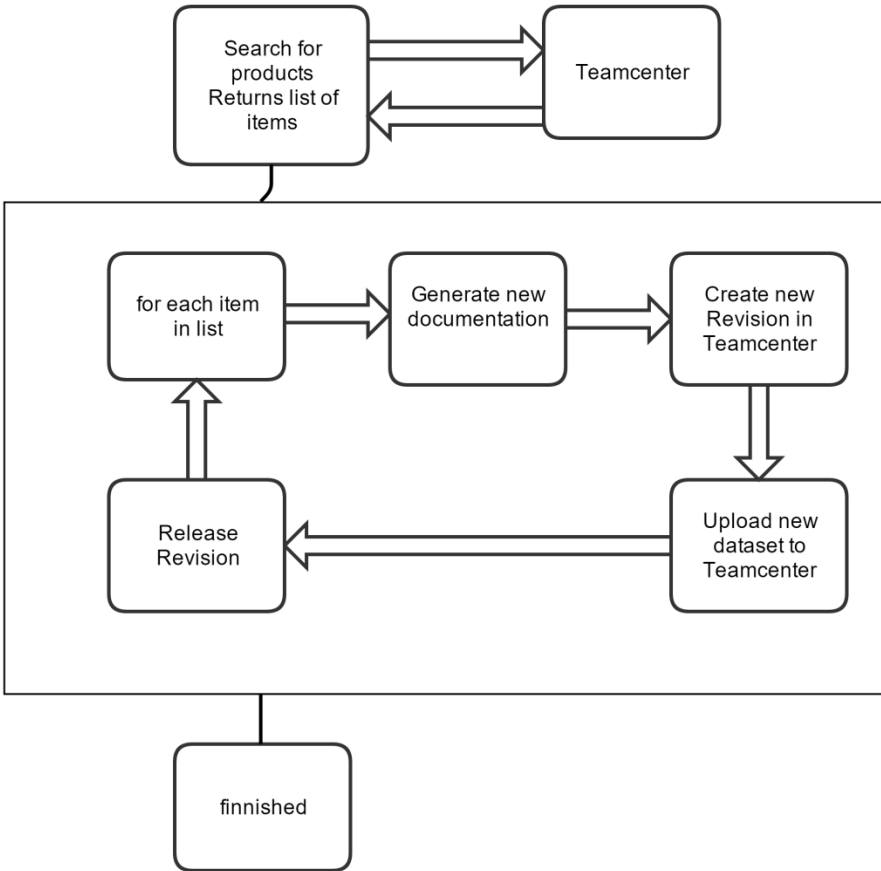 Search for
products
Returns list of
items
Teamcenter
for each item
in list
Generate new
documentation
Create new
Revision in
Teamcenter
Release
Revision
Upload new
dataset to
Teamcenter
finnished